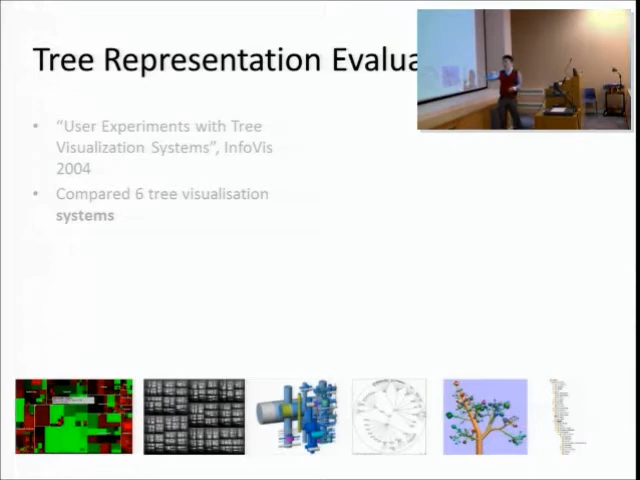 Tree Representation Evalua
• "User Experiments with Tree
Visualization Systems", InfoVis
2004
• Compared 6 tree visualisation
systems